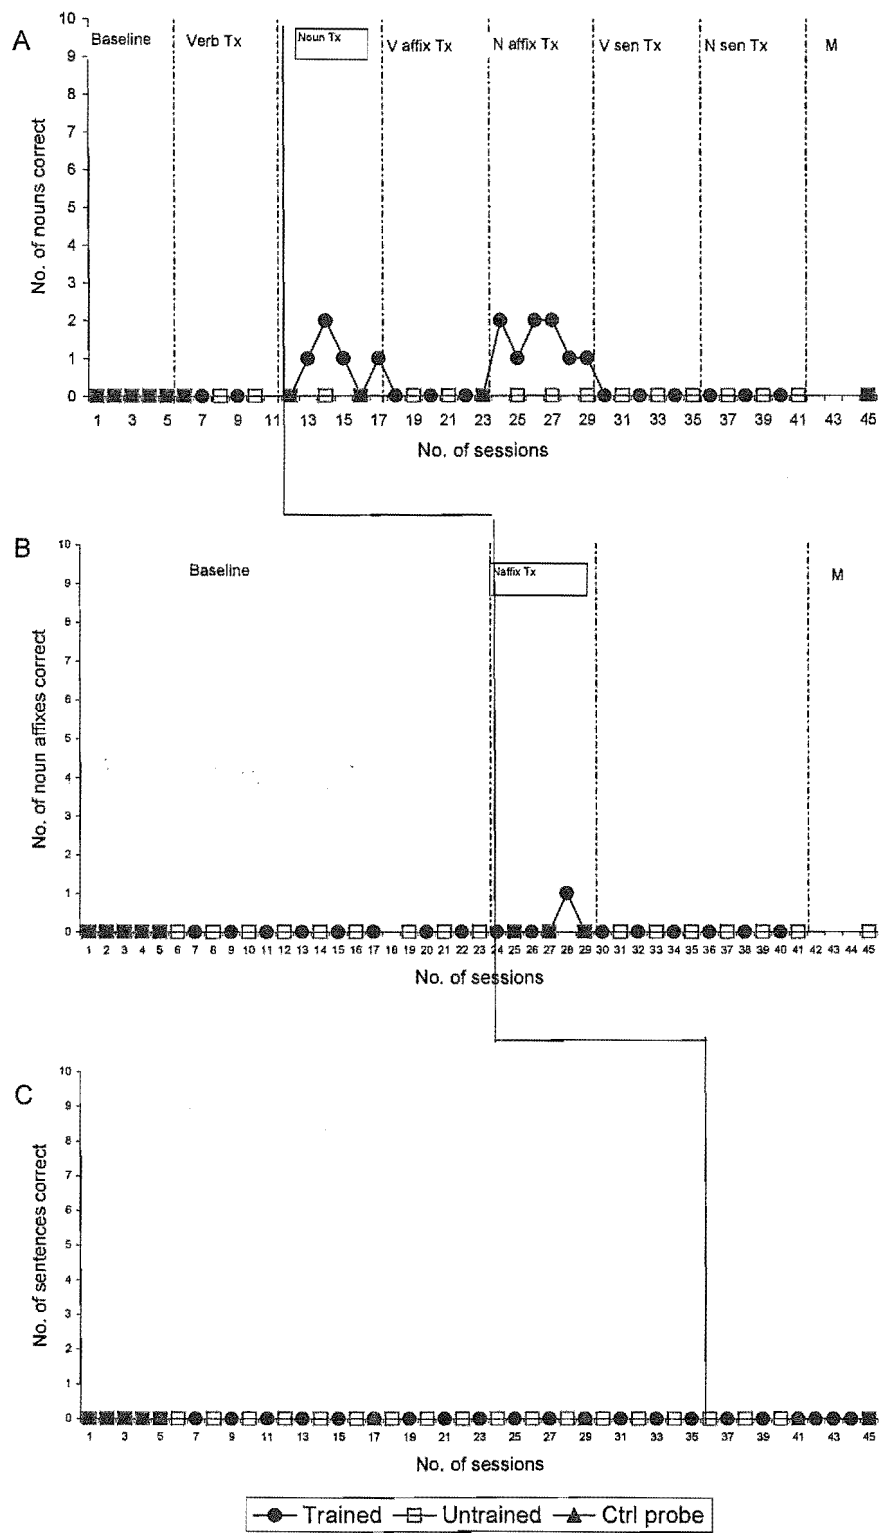 A
Baseline Verb Tx Noun Tx V affix Tx N affix Tx V sen Tx N sen Tx M
No. of nouns correct
10
9
8
7
6
5
4
3
2
1
0
1 3 5 7 9 11 13 15 17 19 21 23 25 27 29 31 33 35 37 39 41 43 45
No. of sessions
B
Baseline Naffix Tx M
No. of noun affixes correct
10
9
8
7
6
5
4
3
2
1
0
1 2 3 4 5 6 7 8 9 10 11 12 13 14 15 16 17 18 19 20 21 22 23 24 25 26 27 28 29 30 31 32 33 34 35 36 37 38 39 40 41 42 43 44 45
No. of sessions
C
No. of sentences correct
10
9
8
7
6
5
4
3
2
1
0
1 3 5 7 9 11 13 15 17 19 21 23 25 27 29 31 33 35 37 39 41 43 45
No. of sessions
Trained Untrained Ctrl probe